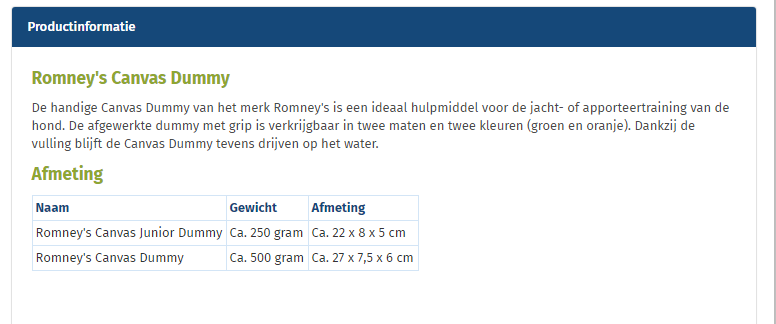 Productinformatie
Romney's Canvas Dummy
De handige Canvas Dummy van het merk Romney's is een ideaal hulpmiddel voor de jacht- of apporteertraining van de
hond. De afgewerkte dummy met grip is verkrijgbaar in twee maten en twee kleuren (groen en oranje). Dankzij de
vulling blijft de Canvas Dummy tevens drijven op het water.
Afmeting
Naam Gewicht Afmeting
Romney's Canvas Junior Dummy Ca. 250 gram Ca. 22 x 8 x 5 cm
Romney's Canvas Dummy Ca. 500 gram Ca. 27 x 7,5 x 6 cm